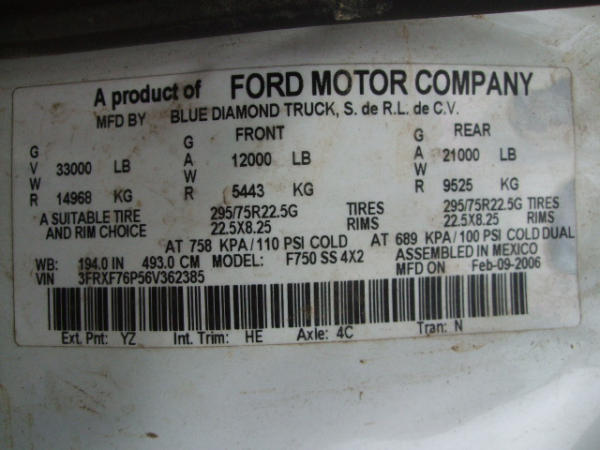 A product of FORD MOTOR COMPANY
MFD BY BLUE DIAMOND TRUCK, S. de R.L. de C.V.
FRONT REAR
GVWR 33000 LB GAWR 12000 LB GAWR 21000 LB
14968 KG 5443 KG 9525 KG
A SUITABLE TIRE AND RIM CHOICE
295/75R22.5G TIRES 295/75R22.5G TIRES
22.5X8.25 RIMS 22.5X8.25 RIMS
AT 758 KPA/110 PSI COLD AT 689 KPA/100 PSI COLD DUAL
WB: 194.0 IN 493.0 CM MODEL: F750 SS 4X2 ASSEMBLED IN MEXICO
VIN 3FRXF76P56V362385 MFD ON Feb-09-2006
Ext. Pnt: YZ Int. Trim: HE Axle: 4C Tran: N